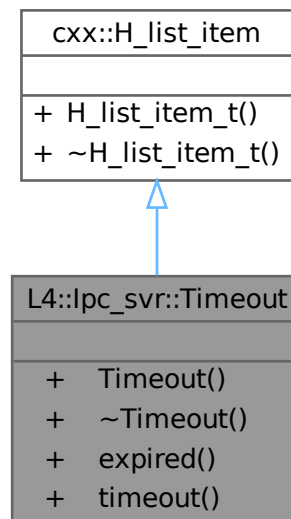 cxx::H_list_item
+ H_list_item_t()
+ ~H_list_item_t()
L4::Ipc_svr::Timeout
+ Timeout()
+ ~Timeout()
+ expired()
+ timeout()